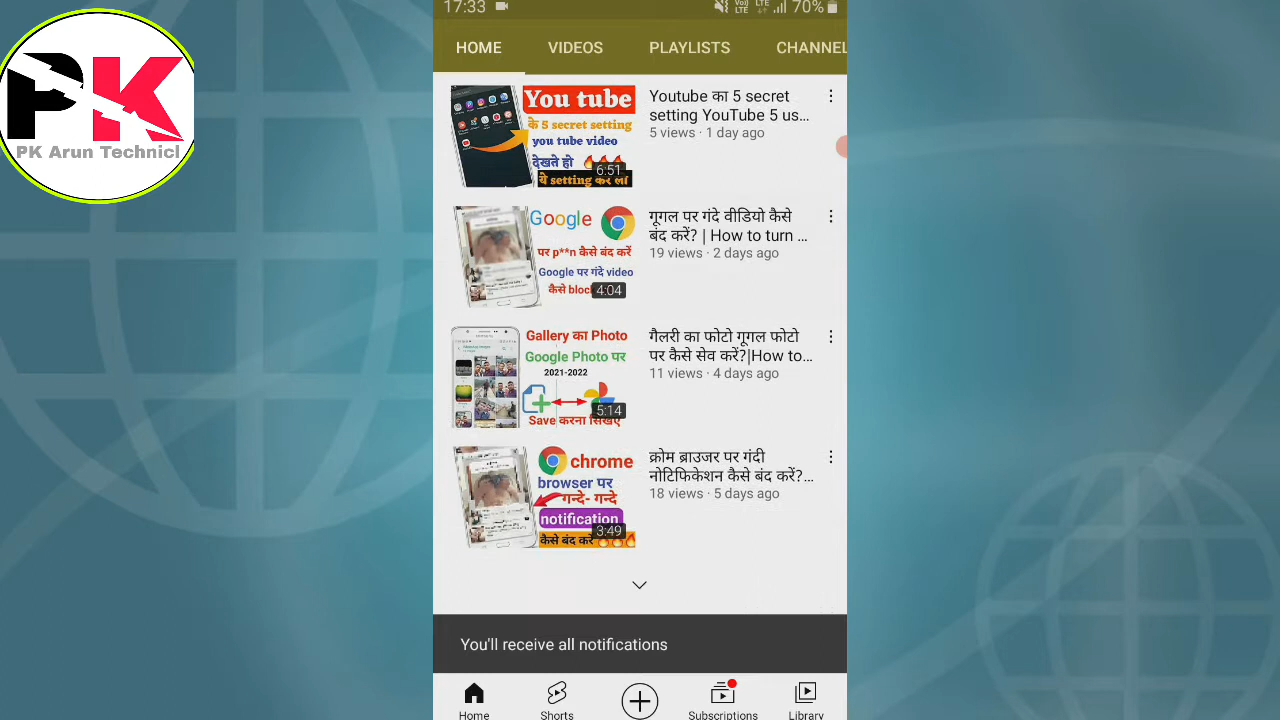 PK
PK Arun Technicl
17:33
VoLTE LTE 70%
HOME VIDEOS PLAYLISTS CHANNEL
You tube
के 5 secret setting
you tube video
देखते हो
ये setting कर लो
6:51
Youtube का 5 secret
setting YouTube 5 us...
5 views · 1 day ago
Google
पर p**n कैसे बंद करें
Google पर गंदे video
कैसे block
4:04
गूगल पर गंदे वीडियो कैसे
बंद करें? | How to turn ...
19 views · 2 days ago
Gallery का Photo
Google Photo पर
2021-2022
Save करना सिखिए
5:14
गैलरी का फोटो गूगल फोटो
पर कैसे सेव करें?|How to...
11 views · 4 days ago
chrome
browser पर
गन्दे- गन्दे
notification
कैसे बंद करें
3:49
क्रोम ब्राउजर पर गंदी
नोटिफिकेशन कैसे बंद करें?...
18 views · 5 days ago
You'll receive all notifications
Home Shorts Subscriptions Library